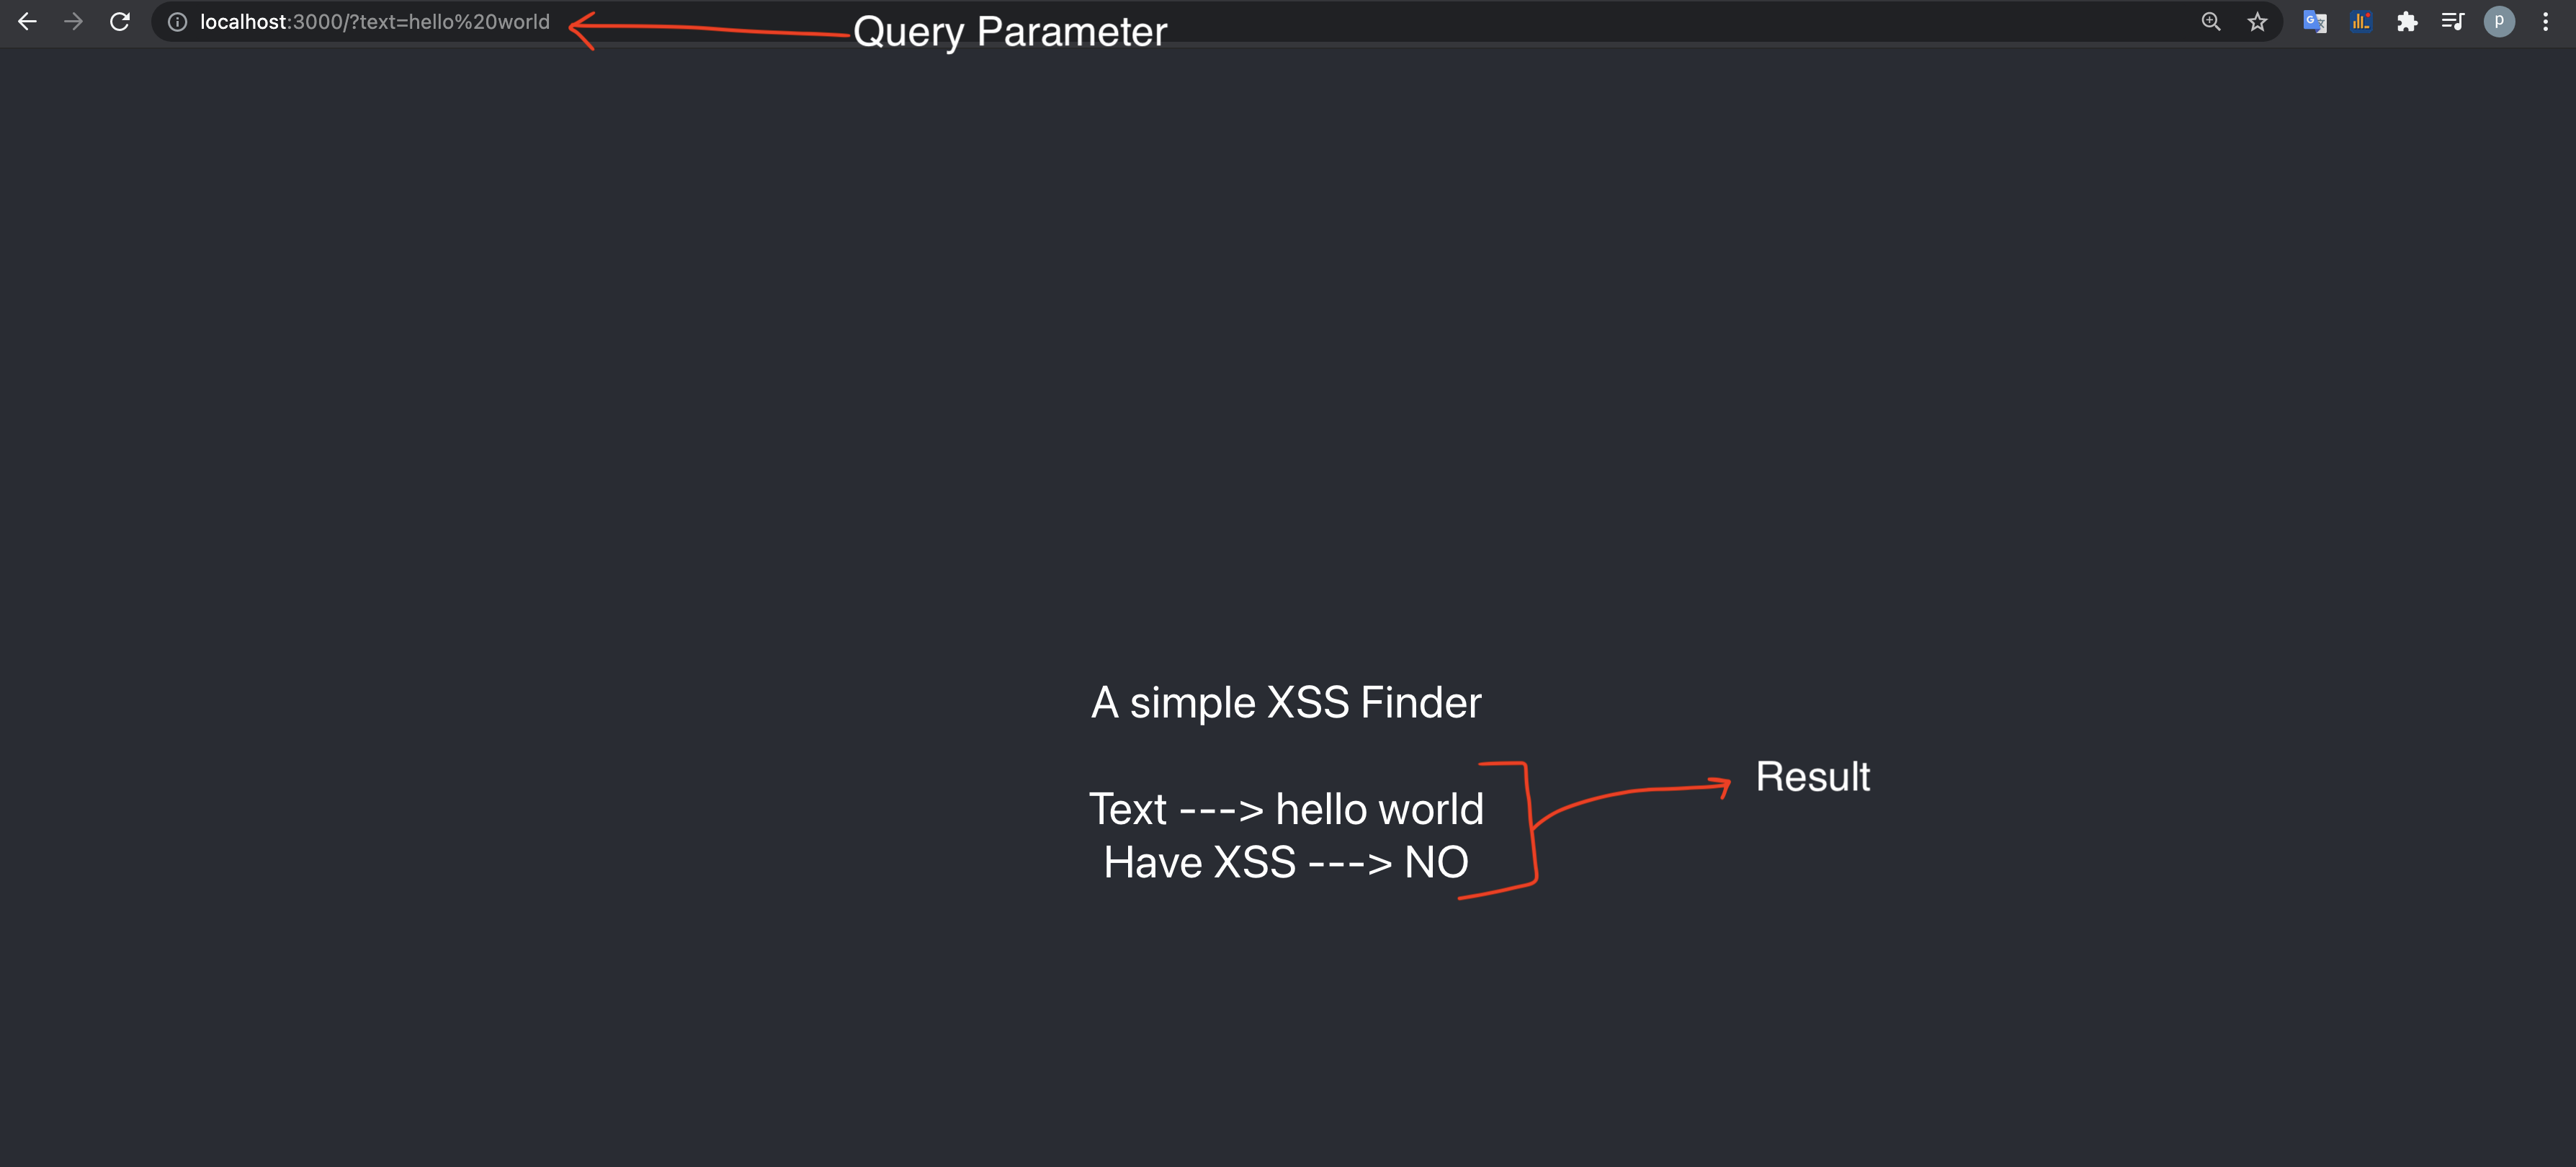 localhost:3000/?text=hello%20world
Query Parameter
P
A simple XSS Finder
Text ---> hello world
Result
Have XSS ---> NO